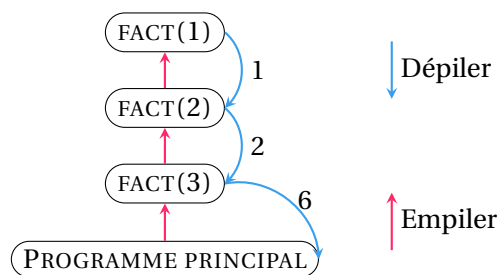 FACT(1)
1
Dépiler
FACT(2)
2
FACT(3)
6
Empiler
PROGRAMME PRINCIPAL